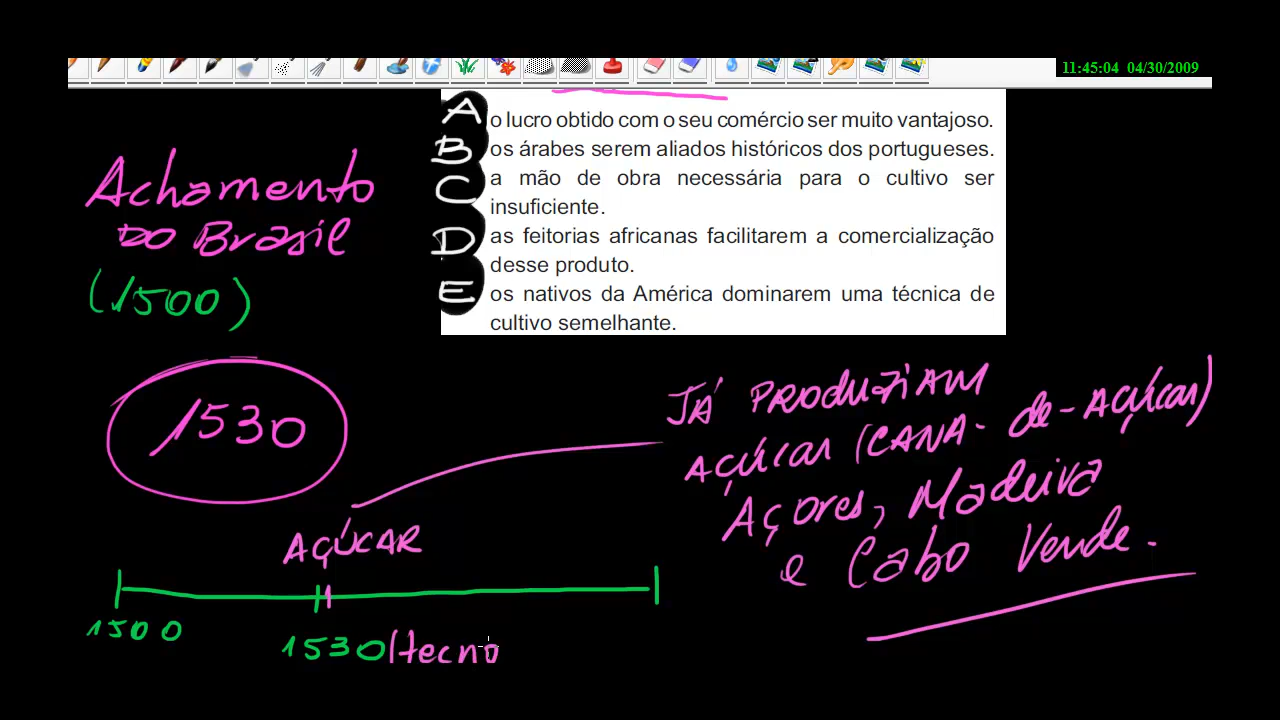 11:45:04 04/30/2009
A o lucro obtido com o seu comércio ser muito vantajoso.
B os árabes serem aliados históricos dos portugueses.
C a mão de obra necessária para o cultivo ser
insuficiente.
D as feitorias africanas facilitarem a comercialização
desse produto.
E os nativos da América dominarem uma técnica de
cultivo semelhante.
Achamento
DO Brasil
(1500)
1530
JÁ PRODUZIAM
AÇÚCAR (CANA-de-AÇÚCAR)
Açores, Madeira
e Cabo Verde.
AÇÚCAR
1500
1530 (tecno